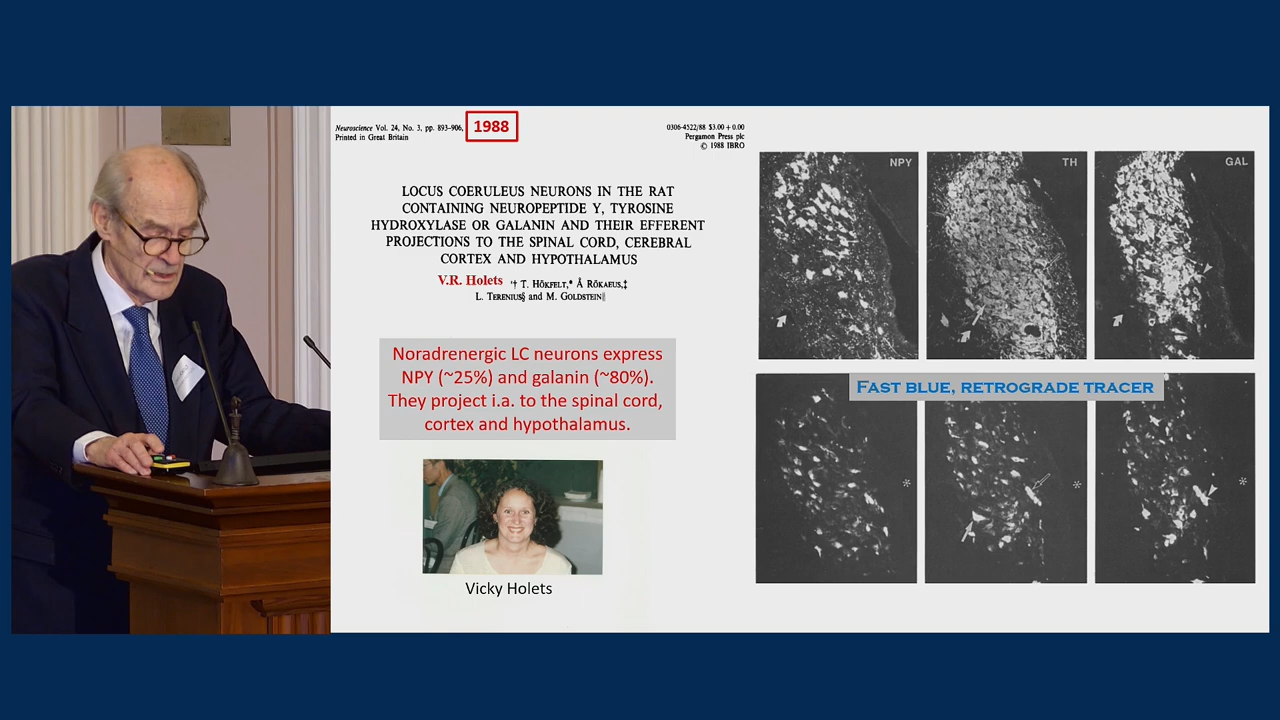 Neuroscience Vol. 24, No. 3, pp. 893–906, 1988
Printed in Great Britain
0306-4522/88 $3.00 + 0.00
Pergamon Press plc
© 1988 IBRO
LOCUS COERULEUS NEURONS IN THE RAT
CONTAINING NEUROPEPTIDE Y, TYROSINE
HYDROXYLASE OR GALANIN AND THEIR EFFERENT
PROJECTIONS TO THE SPINAL CORD, CEREBRAL
CORTEX AND HYPOTHALAMUS
V.R. Holets *† T. HÖKFELT,* Å RÖKAEUS,‡
L. TERENIUS§ and M. GOLDSTEIN∥
Noradrenergic LC neurons express
NPY (~25%) and galanin (~80%).
They project i.a. to the spinal cord,
cortex and hypothalamus.
Vicky Holets
NPY
TH
GAL
FAST BLUE, RETROGRADE TRACER
*
*
*